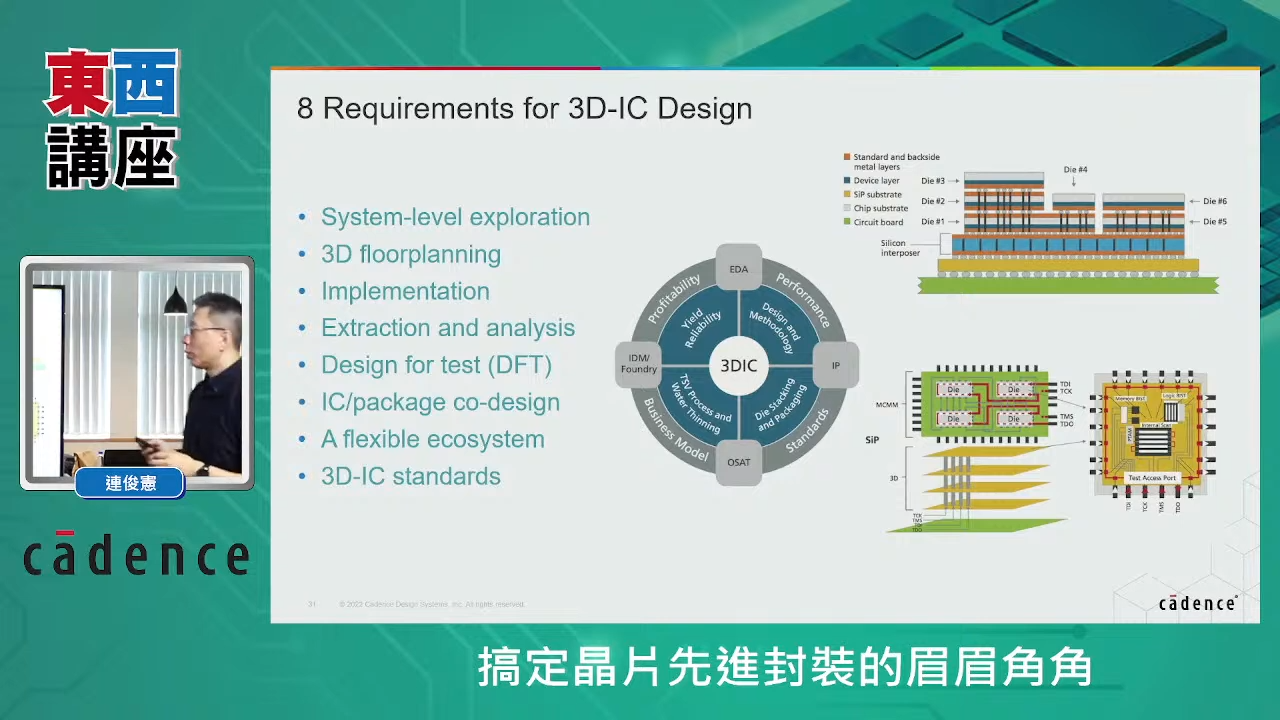 東西
講座
連俊憲
cādence
8 Requirements for 3D-IC Design
• System-level exploration
• 3D floorplanning
• Implementation
• Extraction and analysis
• Design for test (DFT)
• IC/package co-design
• A flexible ecosystem
• 3D-IC standards
EDA
Profitability
Performance
Yield
Reliability
Design and
Methodology
IDM/
Foundry
3DIC
IP
TSV Process and
Water Thinning
Die Stacking
and Packaging
Business Model
Standards
OSAT
Standard and backside
metal layers
Device layer
SiP substrate
Chip substrate
Circuit board
Die #3
Die #2
Die #1
Die #4
Die #6
Die #5
Silicon
interposer
MCMM
SiP
3D
Die
Die
Die
Die
TDI
TCK
TMS
TDO
TCK
TMS
TDI
TDO
Memory BIST
Logic BIST
Internal Scan
Test Access Port
TDI
TCK
TMS
TDO
31
© 2022 Cadence Design Systems, Inc. All rights reserved.
cādence®
搞定晶片先進封裝的眉眉角角